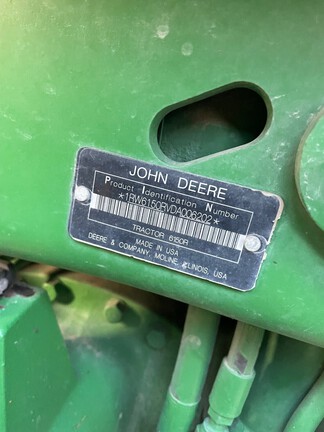 JOHN DEERE
Product Identification Number
*1RW6150RVDA006202*
TRACTOR 6150R
MADE IN USA
DEERE & COMPANY, MOLINE, ILLINOIS, USA